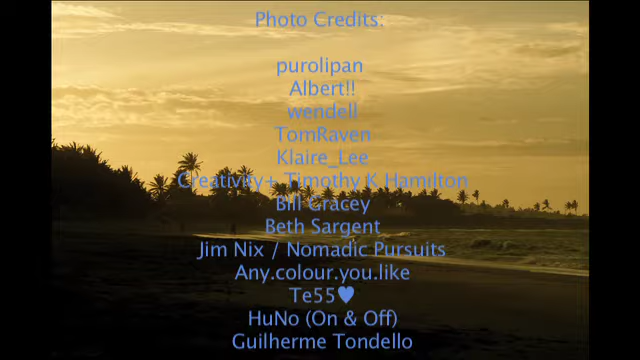 Photo Credits:
purolipan
Albert!!
wendell
TomRaven
Klaire_Lee
Creativity+ Timothy K Hamilton
Bill Gracey
Beth Sargent
Jim Nix / Nomadic Pursuits
Any.colour.you.like
Te55♥
HuNo (On & Off)
Guilherme Tondello